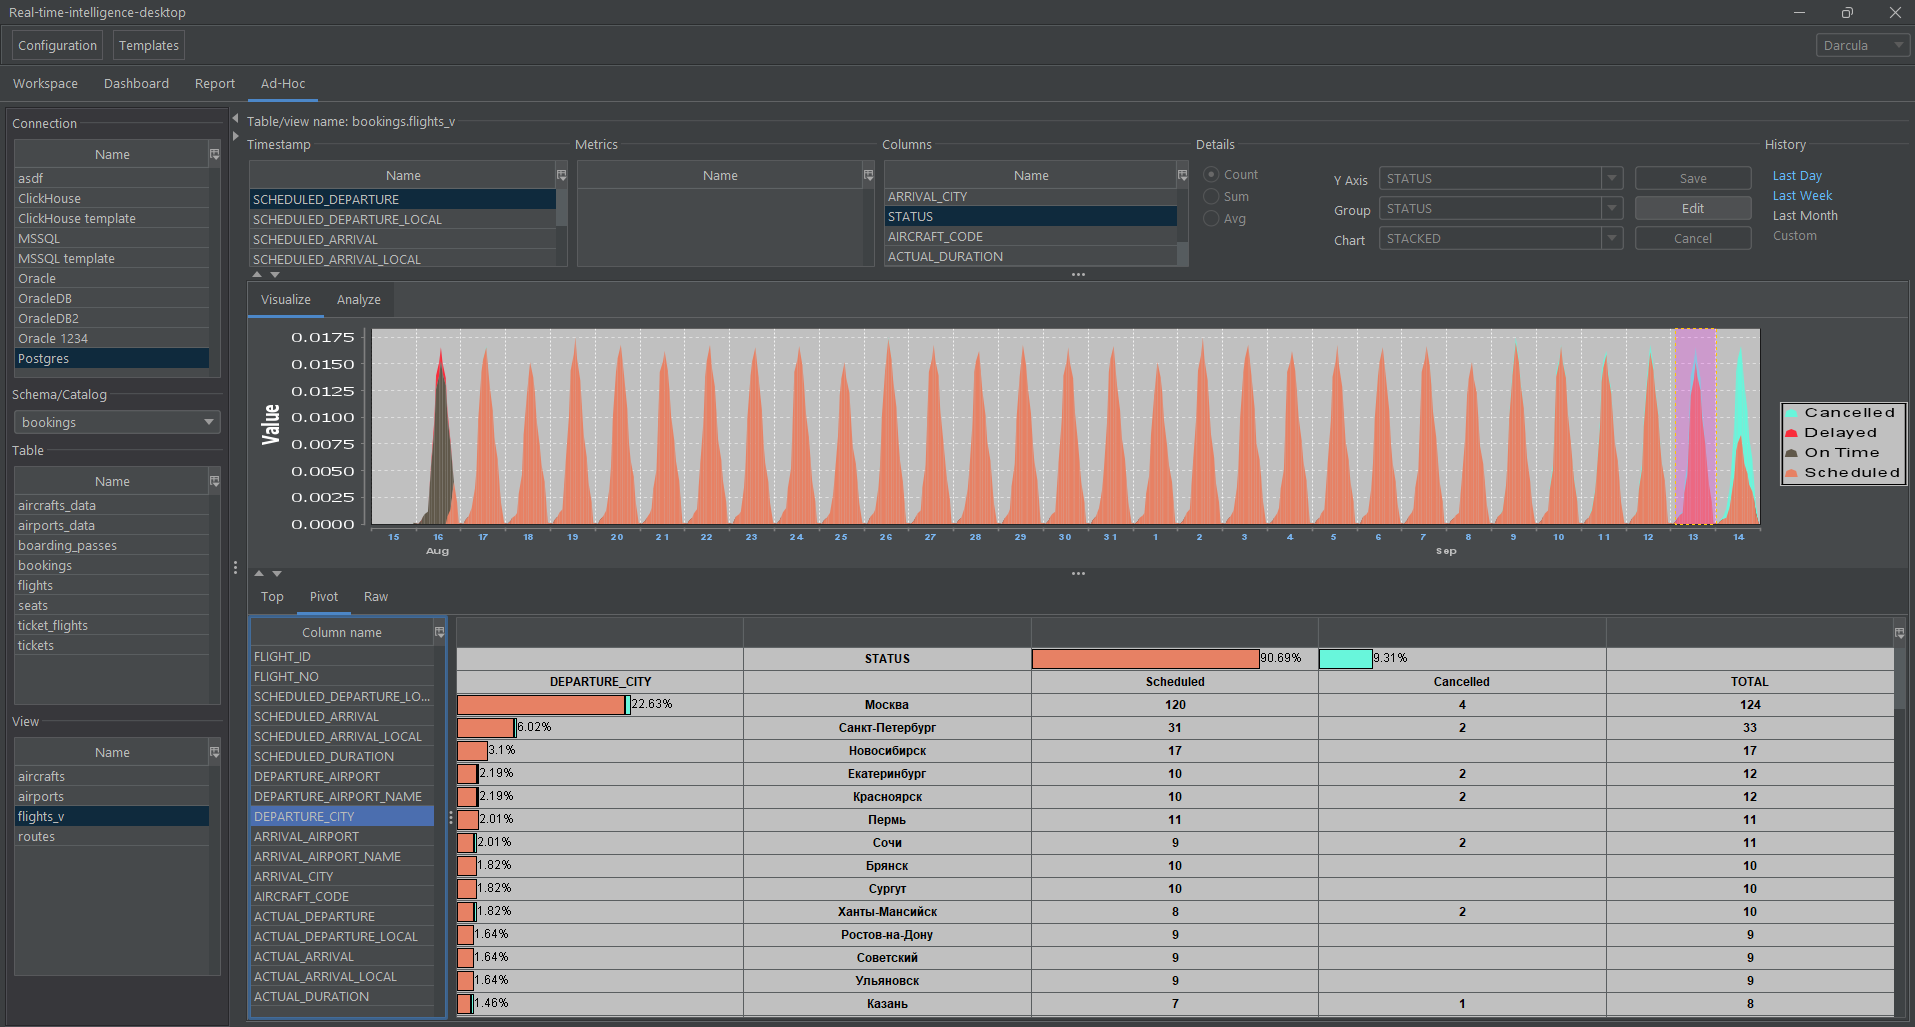 Real-time-intelligence-desktop
Configuration Templates Darcula
Workspace Dashboard Report Ad-Hoc
Connection
Name
asdf
ClickHouse
ClickHouse template
MSSQL
MSSQL template
Oracle
OracleDB
OracleDB2
Oracle 1234
Postgres
Schema/Catalog
bookings
Table
Name
aircrafts_data
airports_data
boarding_passes
bookings
flights
seats
ticket_flights
tickets
View
Name
aircrafts
airports
flights_v
routes
Table/view name: bookings.flights_v
Timestamp
Name
SCHEDULED_DEPARTURE
SCHEDULED_DEPARTURE_LOCAL
SCHEDULED_ARRIVAL
SCHEDULED_ARRIVAL_LOCAL
Metrics
Name
Columns
Name
ARRIVAL_CITY
STATUS
AIRCRAFT_CODE
ACTUAL_DURATION
Details
Count
Sum
Avg
Y Axis STATUS Save
Group STATUS Edit
Chart STACKED Cancel
History
Last Day
Last Week
Last Month
Custom
Visualize Analyze
Value
0.0175
0.0150
0.0125
0.0100
0.0075
0.0050
0.0025
0.0000
15 16 17 18 19 20 21 22 23 24 25 26 27 28 29 30 31 1 2 3 4 5 6 7 8 9 10 11 12 13 14
Aug Sep
Cancelled
Delayed
On Time
Scheduled
Top Pivot Raw
Column name
FLIGHT_ID
FLIGHT_NO
SCHEDULED_DEPARTURE_LO...
SCHEDULED_ARRIVAL
SCHEDULED_ARRIVAL_LOCAL
SCHEDULED_DURATION
DEPARTURE_AIRPORT
DEPARTURE_AIRPORT_NAME
DEPARTURE_CITY
ARRIVAL_AIRPORT
ARRIVAL_AIRPORT_NAME
ARRIVAL_CITY
AIRCRAFT_CODE
ACTUAL_DEPARTURE
ACTUAL_DEPARTURE_LOCAL
ACTUAL_ARRIVAL
ACTUAL_ARRIVAL_LOCAL
ACTUAL_DURATION
STATUS 90.69% 9.31%
DEPARTURE_CITY Scheduled Cancelled TOTAL
22.63% Москва 120 4 124
6.02% Санкт-Петербург 31 2 33
3.1% Новосибирск 17 17
2.19% Екатеринбург 10 2 12
2.19% Красноярск 10 2 12
2.01% Пермь 11 11
2.01% Сочи 9 2 11
1.82% Брянск 10 10
1.82% Сургут 10 10
1.82% Ханты-Мансийск 8 2 10
1.64% Ростов-на-Дону 9 9
1.64% Советский 9 9
1.64% Ульяновск 9 9
1.46% Казань 7 1 8